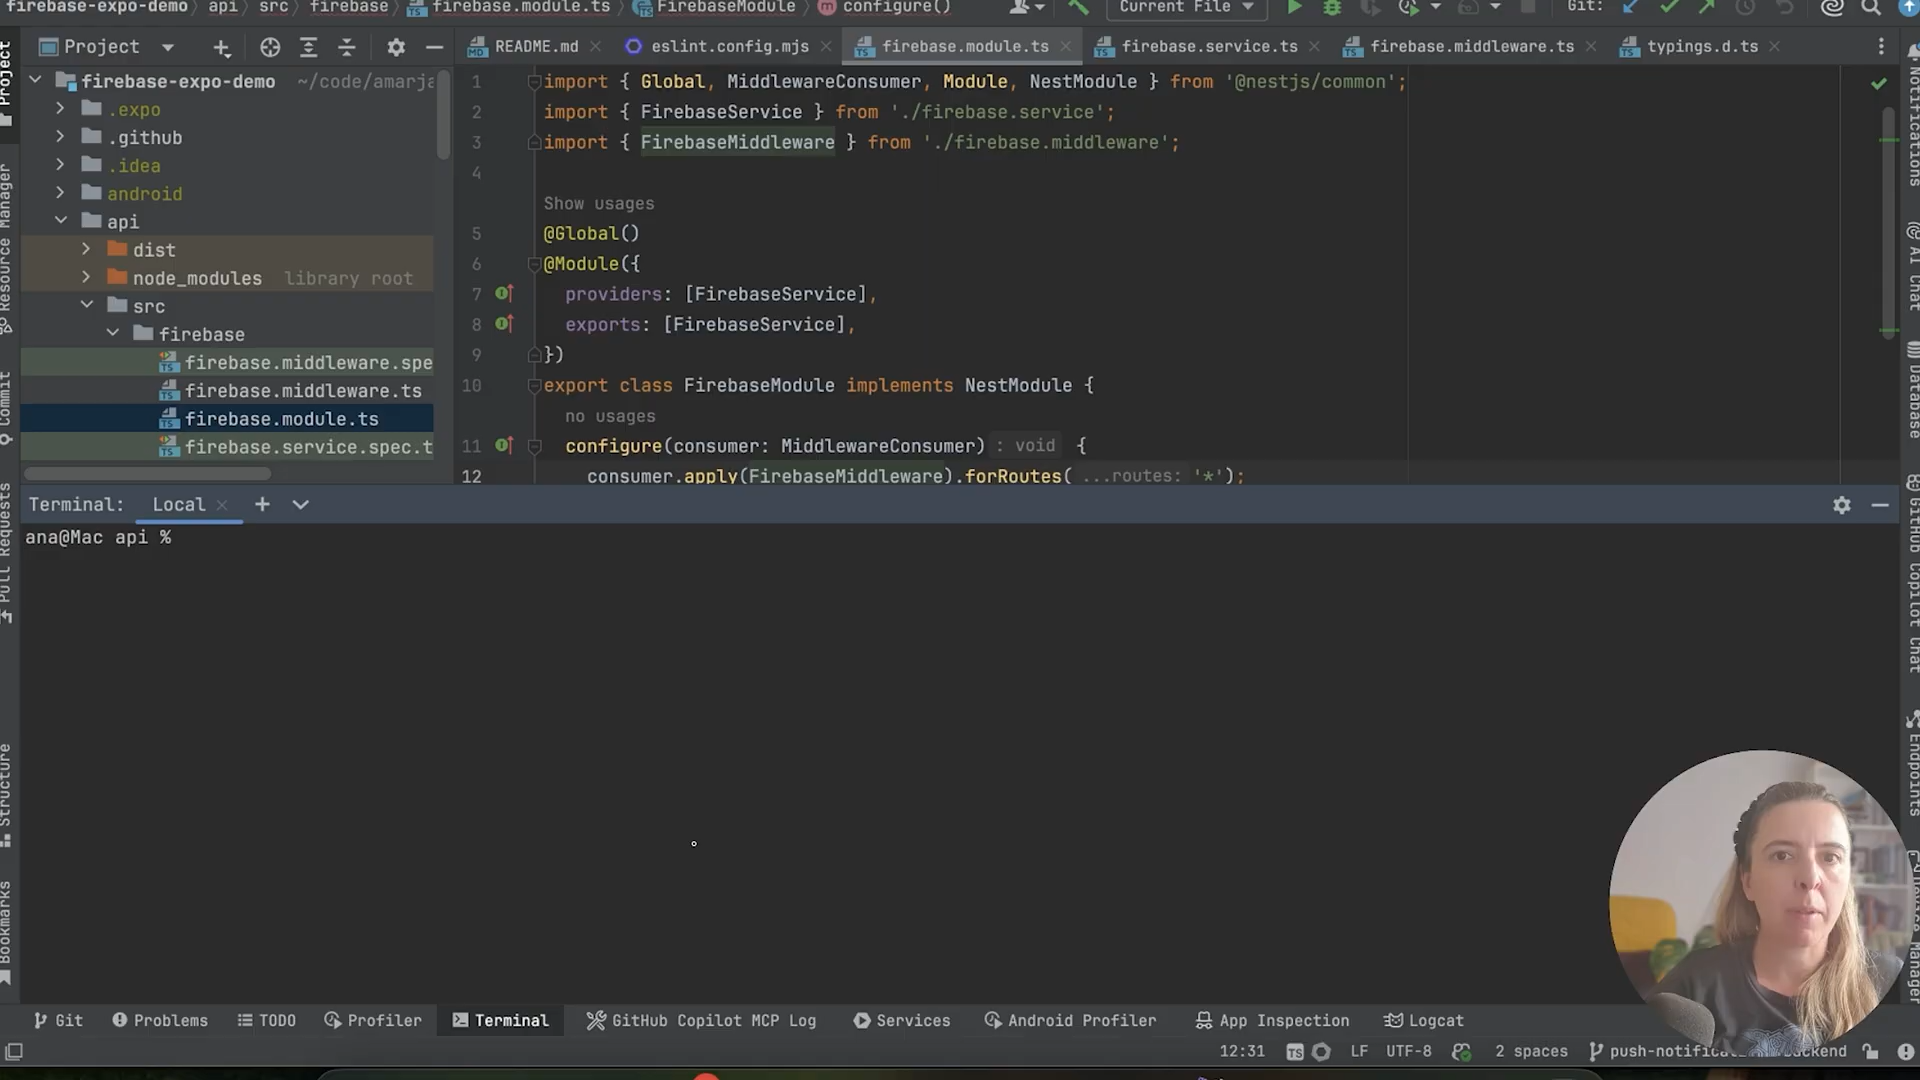 firebase-expo-demo > api > src > firebase > firebase.module.ts > FirebaseModule > configure()
Current File
Git:
Project
README.md
eslint.config.mjs
firebase.module.ts
firebase.service.ts
firebase.middleware.ts
typings.d.ts
firebase-expo-demo ~/code/amarja
.expo
.github
.idea
android
api
dist
node_modules library root
src
firebase
firebase.middleware.spe
firebase.middleware.ts
firebase.module.ts
firebase.service.spec.t
1 import { Global, MiddlewareConsumer, Module, NestModule } from '@nestjs/common';
2 import { FirebaseService } from './firebase.service';
3 import { FirebaseMiddleware } from './firebase.middleware';
4
Show usages
5 @Global()
6 @Module({
7 providers: [FirebaseService],
8 exports: [FirebaseService],
9 })
10 export class FirebaseModule implements NestModule {
no usages
11 configure(consumer: MiddlewareConsumer) : void {
12 consumer.apply(FirebaseMiddleware).forRoutes( ...routes: '*');
Terminal: Local
ana@Mac api %
Project
Resource Manager
Commit
Pull Requests
Structure
Bookmarks
Notifications
AI Chat
Database
GitHub Copilot Chat
Endpoints
Git
Problems
TODO
Profiler
Terminal
GitHub Copilot MCP Log
Services
Android Profiler
App Inspection
Logcat
12:31
LF
UTF-8
2 spaces